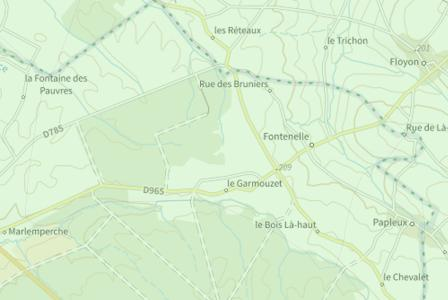 les Réteaux
le Trichon
201
Floyon
la Fontaine des
Pauvres
Rue des Bruniers
D785
Rue de Là-
Fontenelle
209
D965
le Garmouzet
le Bois Là-haut
Papleux
Marlemperche
le Chevalet